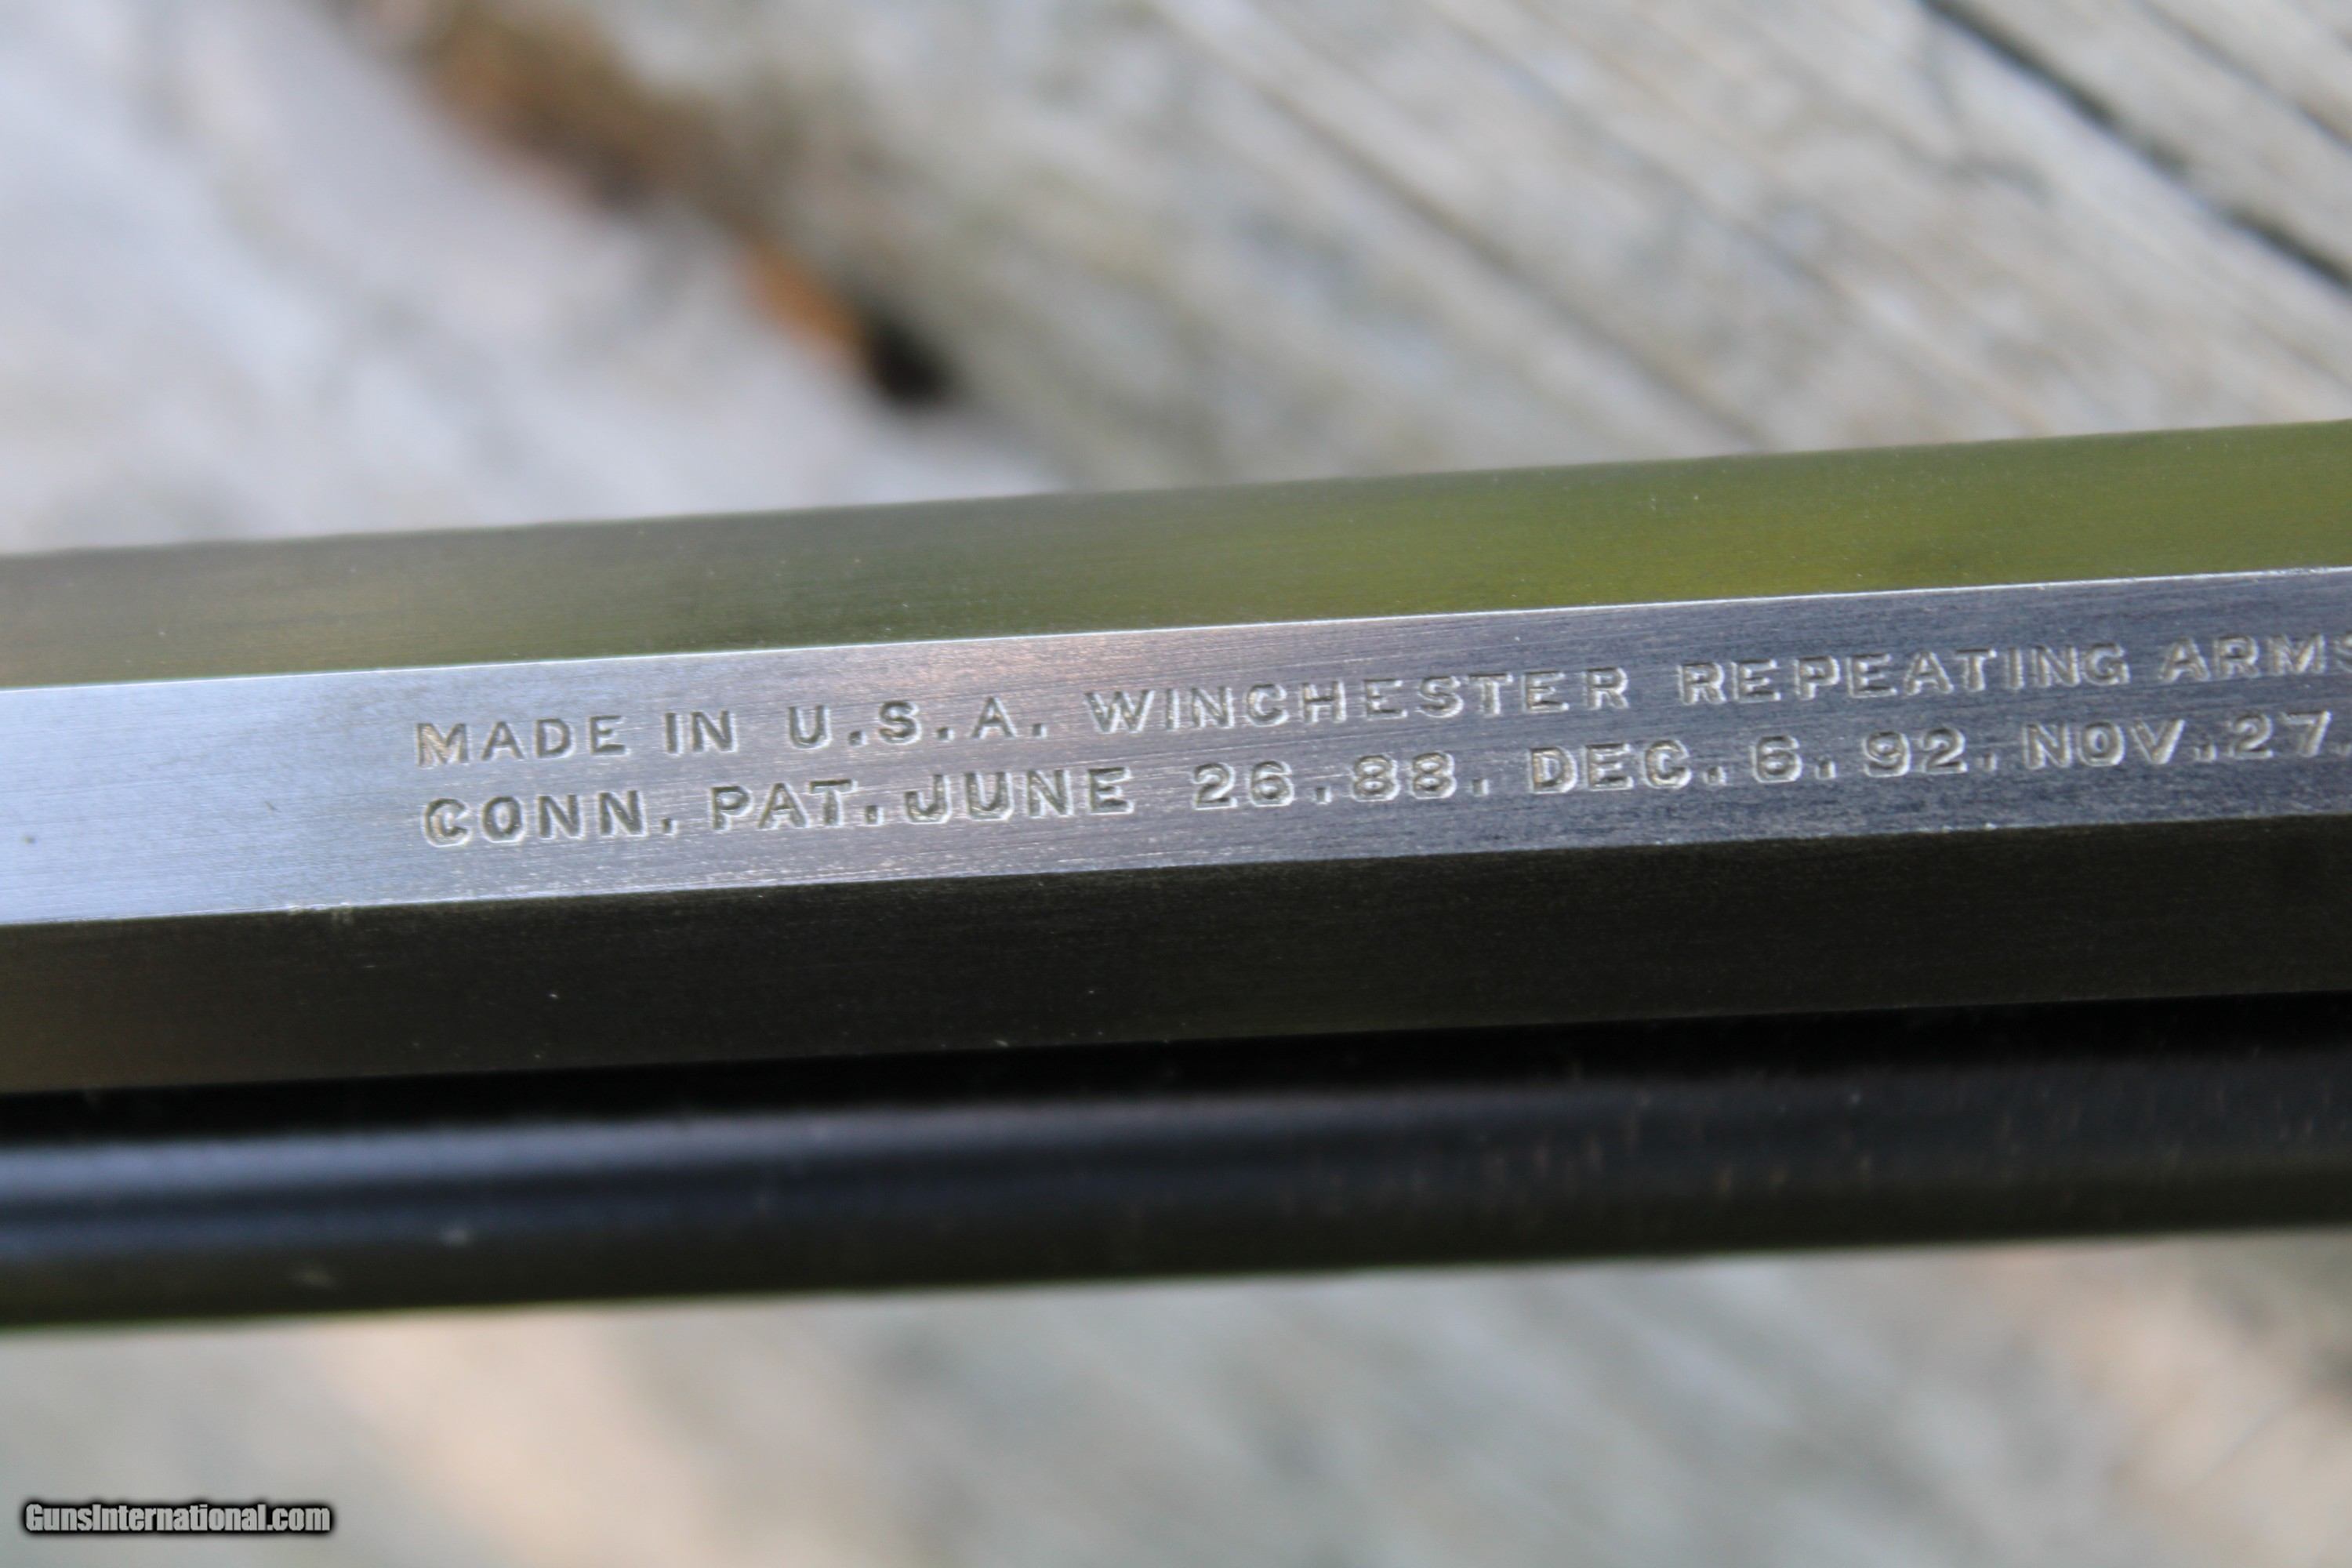 MADE IN U.S.A. WINCHESTER REPEATING ARMS
CONN. PAT. JUNE 26.88. DEC. 6. 92. NOV. 27.
GunsInternational.com